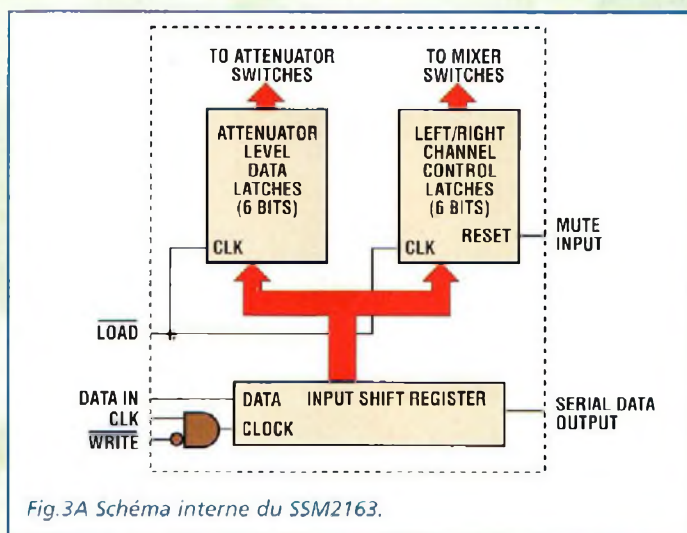 TO ATTENUATOR
SWITCHES
TO MIXER
SWITCHES
ATTENUATOR
LEVEL
DATA
LATCHES
(6 BITS)
CLK
LEFT/RIGHT
CHANNEL
CONTROL
LATCHES
(6 BITS)
RESET
CLK
MUTE
INPUT
LOAD
DATA IN
CLK
WRITE
DATA
INPUT SHIFT REGISTER
CLOCK
SERIAL DATA
OUTPUT
Fig.3A Schéma interne du SSM2163.